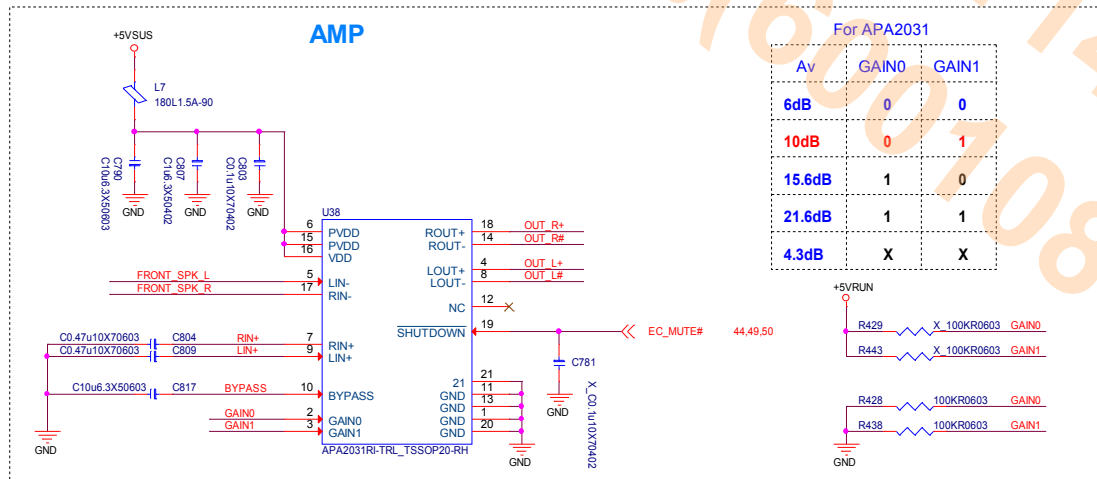 AMP
+5VSUS
L7
180L1.5A-90
C790
C10u6.3X50603
C807
C1u6.3X50402
C803
C0.1u10X70402
GND
GND
GND
For APA2031
Av GAIN0 GAIN1
6dB 0 0
10dB 0 1
15.6dB 1 0
21.6dB 1 1
4.3dB X X
U38
6 PVDD
15 PVDD
16 VDD
FRONT_SPK_L 5 LIN-
FRONT_SPK_R 17 RIN-
C0.47u10X70603 C804 RIN+ 7 RIN+
C0.47u10X70603 C809 LIN+ 9 LIN+
C10u6.3X50603 C817 BYPASS 10 BYPASS
GAIN0 2 GAIN0
GAIN1 3 GAIN1
GND
ROUT+ 18 OUT_R+
ROUT- 14 OUT_R#
LOUT+ 4 OUT_L+
LOUT- 8 OUT_L#
NC 12
SHUTDOWN 19 EC_MUTE# 44,49,50
C781
X_C0.1u10X70402
GND
21 21
GND 11
GND 13
GND 1
GND 20
GND
APA2031RI-TRL_TSSOP20-RH
+5VRUN
R429 X_100KR0603 GAIN0
R443 X_100KR0603 GAIN1
R428 100KR0603 GAIN0
R438 100KR0603 GAIN1
GND